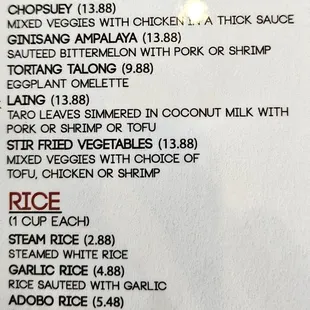 CHOPSUEY (13.88)
MIXED VEGGIES WITH CHICKEN IN A THICK SAUCE
GINISANG AMPALAYA (13.88)
SAUTEED BITTERMELON WITH PORK OR SHRIMP
TORTANG TALONG (9.88)
EGGPLANT OMELETTE
LAING (13.88)
TARO LEAVES SIMMERED IN COCONUT MILK WITH
PORK OR SHRIMP OR TOFU
STIR FRIED VEGETABLES (13.88)
MIXED VEGGIES WITH CHOICE OF
TOFU, CHICKEN OR SHRIMP
RICE
(1 CUP EACH)
STEAM RICE (2.88)
STEAMED WHITE RICE
GARLIC RICE (4.88)
RICE SAUTEED WITH GARLIC
ADOBO RICE (5.48)